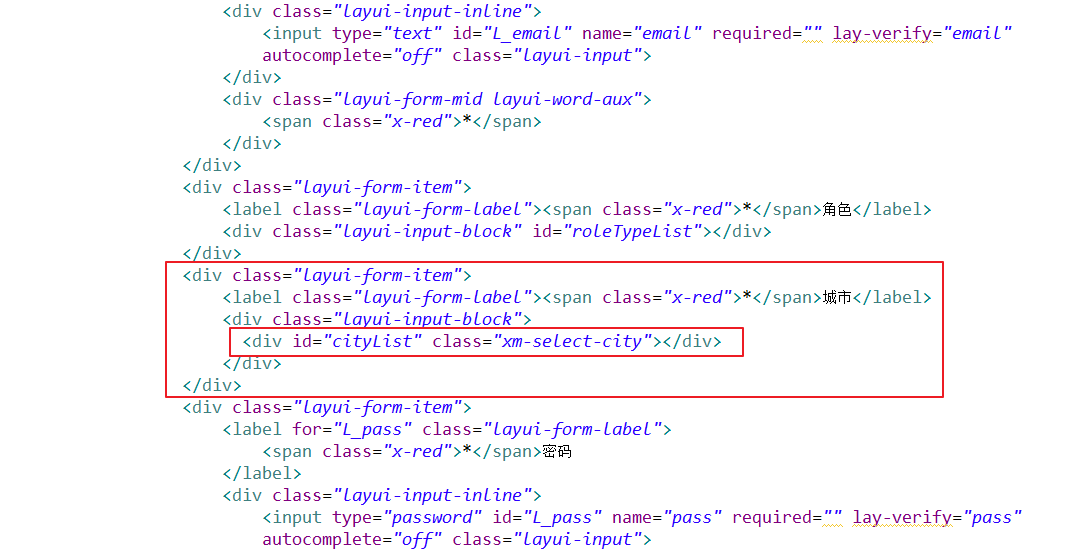 <div class="layui-input-inline">
<input type="text" id="L_email" name="email" required="" lay-verify="email"
autocomplete="off" class="layui-input">
</div>
<div class="layui-form-mid layui-word-aux">
<span class="x-red">*</span>
</div>
</div>
<div class="layui-form-item">
<label class="layui-form-label"><span class="x-red">*</span>角色</label>
<div class="layui-input-block" id="roleTypeList"></div>
</div>
<div class="layui-form-item">
<label class="layui-form-label"><span class="x-red">*</span>城市</label>
<div class="layui-input-block">
<div id="cityList" class="xm-select-city"></div>
</div>
</div>
<div class="layui-form-item">
<label for="L_pass" class="layui-form-label">
<span class="x-red">*</span>密码
</label>
<div class="layui-input-inline">
<input type="password" id="L_pass" name="pass" required="" lay-verify="pass"
autocomplete="off" class="layui-input">